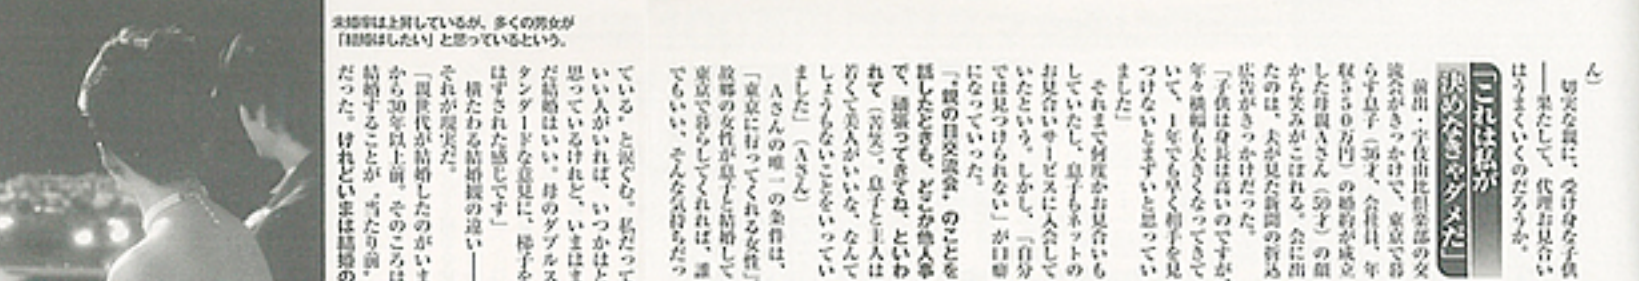 ん）
切実な親に、受け身な子供
――果たして、代理お見合い
はうまくいくのだろうか。
「これは私が
決めなきゃダメだ」
前出・宇佐由比倶楽部の交
流会がきっかけで、東京で暮
らす息子（36才、会社員、年
収550万円）の婚約が成立
した母親Aさん（59才）の顔
から笑みがこぼれる。会に出
たのは、夫が見た新聞の折込
広告がきっかけだった。
「子供は身長は高いのですが、
年々横幅も大きくなってきて
いて、1年でも早く相手を見
つけないとまずいと思ってい
ました」
それまで何度かお見合いも
していたし、息子もネットの
お見合いサービスに入会して
いたという。しかし、「自分
では見つけられない」が口癖
になっていった。
「“親の目交流会”のことを
話したときも、どこか他人事
で、頑張ってきてね、といわ
れて（苦笑）。息子と主人は
若くて美人がいいな、なんて
しょうもないことをいってい
ました」（Aさん）
Aさんの唯一の条件は、
「東京に行ってくれる女性」
故郷の女性が息子と結婚して
東京で暮らしてくれれば、誰
でもいい。そんな気持ちだっ
未婚率は上昇しているが、多くの男女が
「結婚はしたい」と思っているという。
ている〟と涙ぐむ。私だって
いい人がいれば、いつかはと
思っているけれど、いまはま
だ結婚はいい。母のダブルス
タンダードな意見に、梯子を
はずされた感じです」
横たわる結婚観の違い――
それが現実だ。
「親世代が結婚したのがいま
から30年以上前。そのころは
結婚することが“当たり前”
だった。けれどいまは結婚の